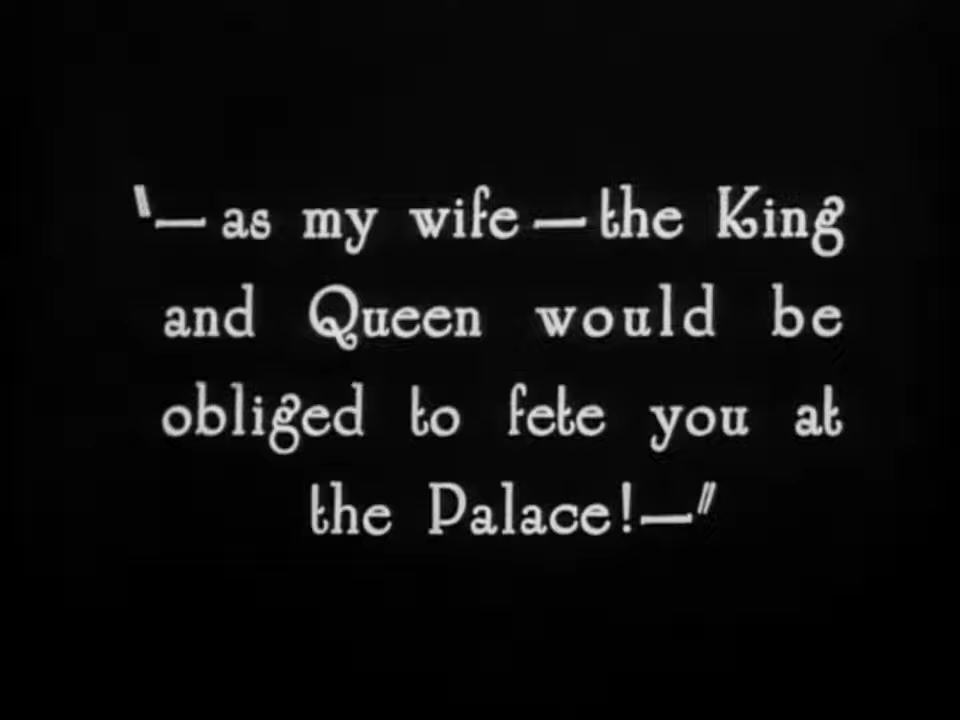 "— as my wife — the King
and Queen would be
obliged to fete you at
the Palace! —"